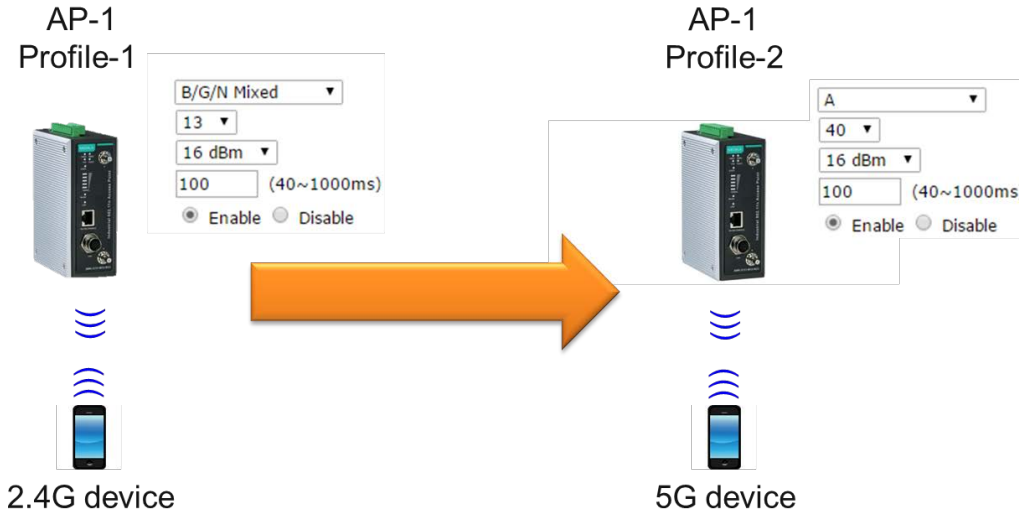 AP-1
Profile-1
B/G/N Mixed
13
16 dBm
100 (40~1000ms)
Enable Disable
2.4G device
AP-1
Profile-2
A
40
16 dBm
100 (40~1000ms
Enable Disable
5G device